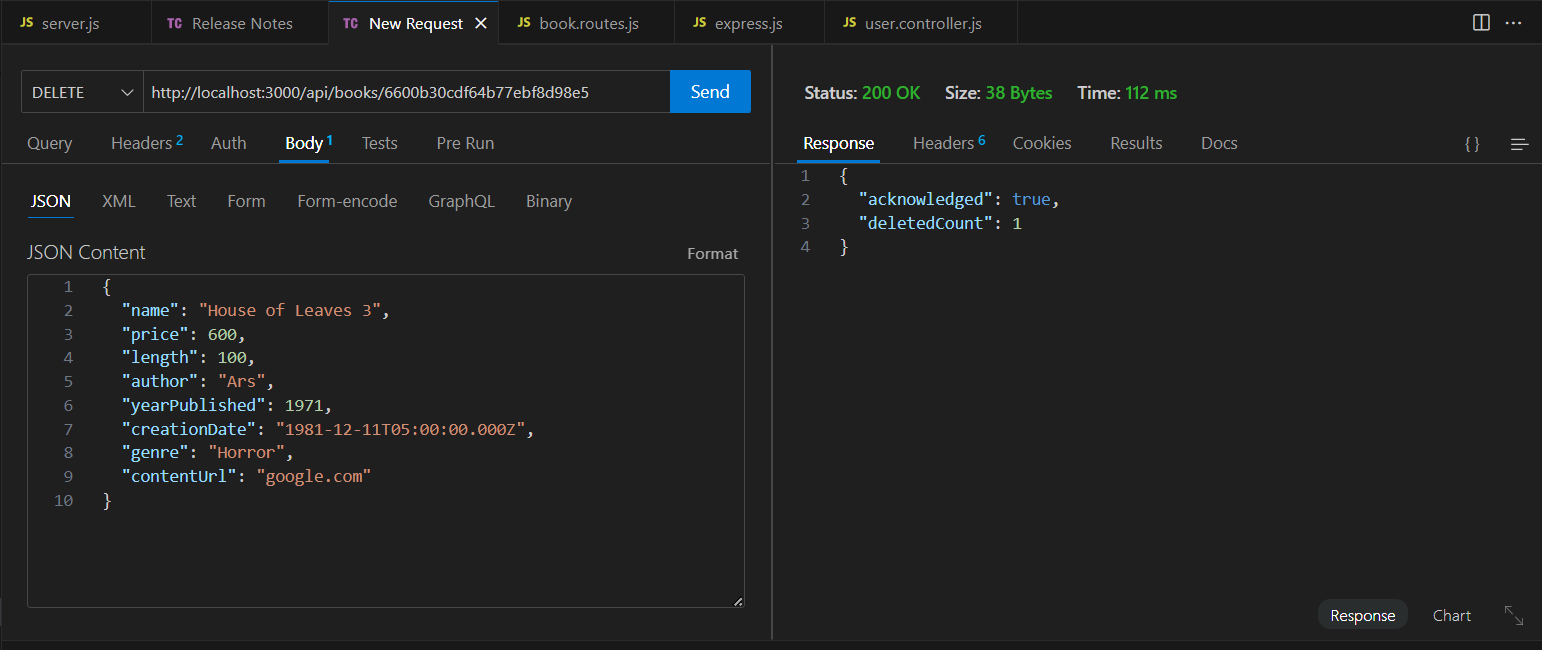 JS server.js TC Release Notes TC New Request JS book.routes.js JS express.js JS user.controller.js
DELETE http://localhost:3000/api/books/6600b30cdf64b77ebf8d98e5 Send
Query Headers 2 Auth Body 1 Tests Pre Run
JSON XML Text Form Form-encode GraphQL Binary
JSON Content Format
1 {
2 "name": "House of Leaves 3",
3 "price": 600,
4 "length": 100,
5 "author": "Ars",
6 "yearPublished": 1971,
7 "creationDate": "1981-12-11T05:00:00.000Z",
8 "genre": "Horror",
9 "contentUrl": "google.com"
10 }
Status: 200 OK Size: 38 Bytes Time: 112 ms
Response Headers 6 Cookies Results Docs { }
1 {
2 "acknowledged": true,
3 "deletedCount": 1
4 }
Response Chart